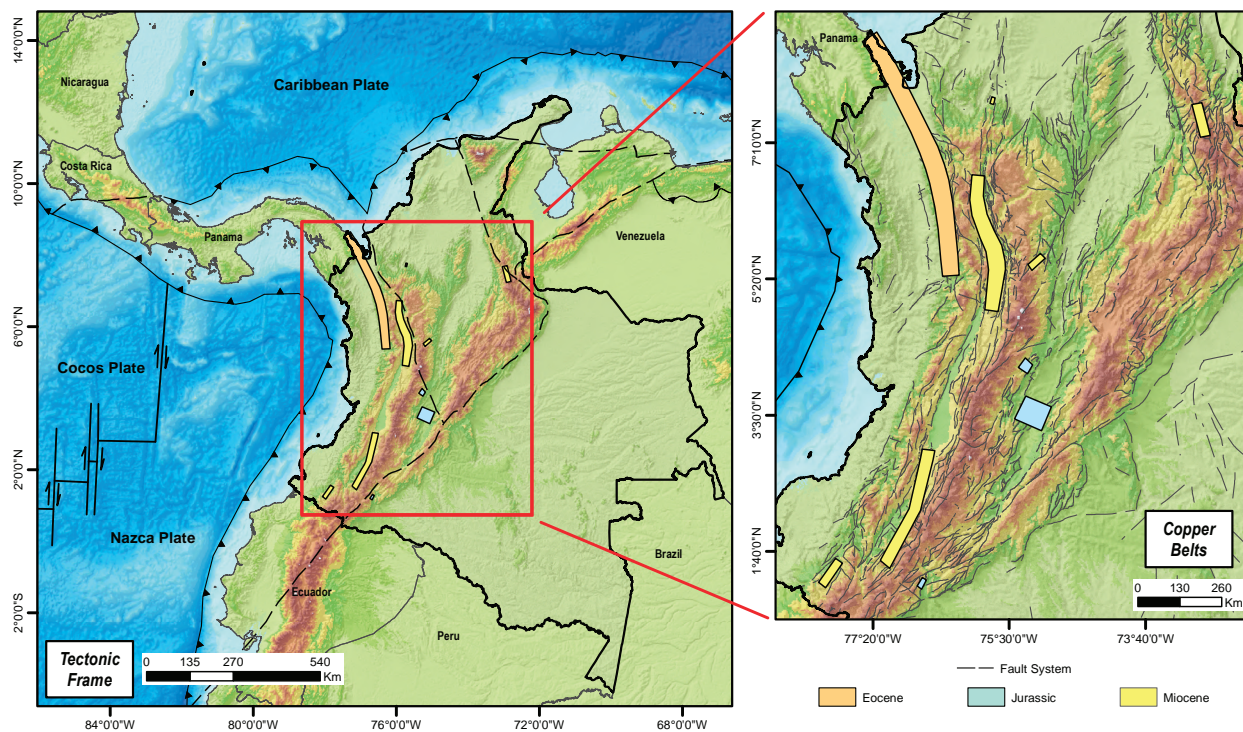 14°0'0"N
10°0'0"N
6°0'0"N
2°0'0"N
2°0'0"S
Nicaragua
Caribbean Plate
Costa Rica
Panama
Venezuela
Cocos Plate
Nazca Plate
Brazil
Ecuador
Peru
Tectonic
Frame
0 135 270 540
Km
84°0'0"W 80°0'0"W 76°0'0"W 72°0'0"W 68°0'0"W
Panama
7°40'0"N
5°20'0"N
3°30'0"N
1°40'0"N
Copper
Belts
0 130 260
Km
77°20'0"W 75°30'0"W 73°40'0"W
Fault System
Eocene Jurassic Miocene